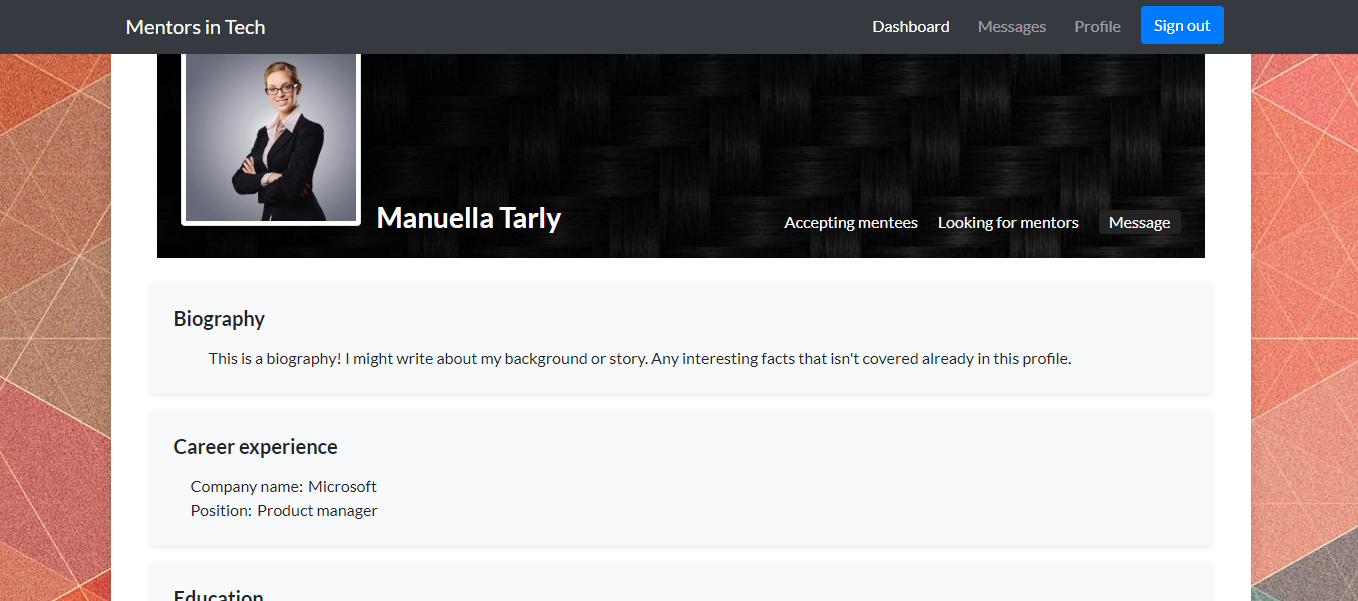 Mentors in Tech
Dashboard
Messages
Profile
Sign out
Manuella Tarly
Accepting mentees
Looking for mentors
Message
Biography
This is a biography! I might write about my background or story. Any interesting facts that isn't covered already in this profile.
Career experience
Company name: Microsoft
Position: Product manager
Education